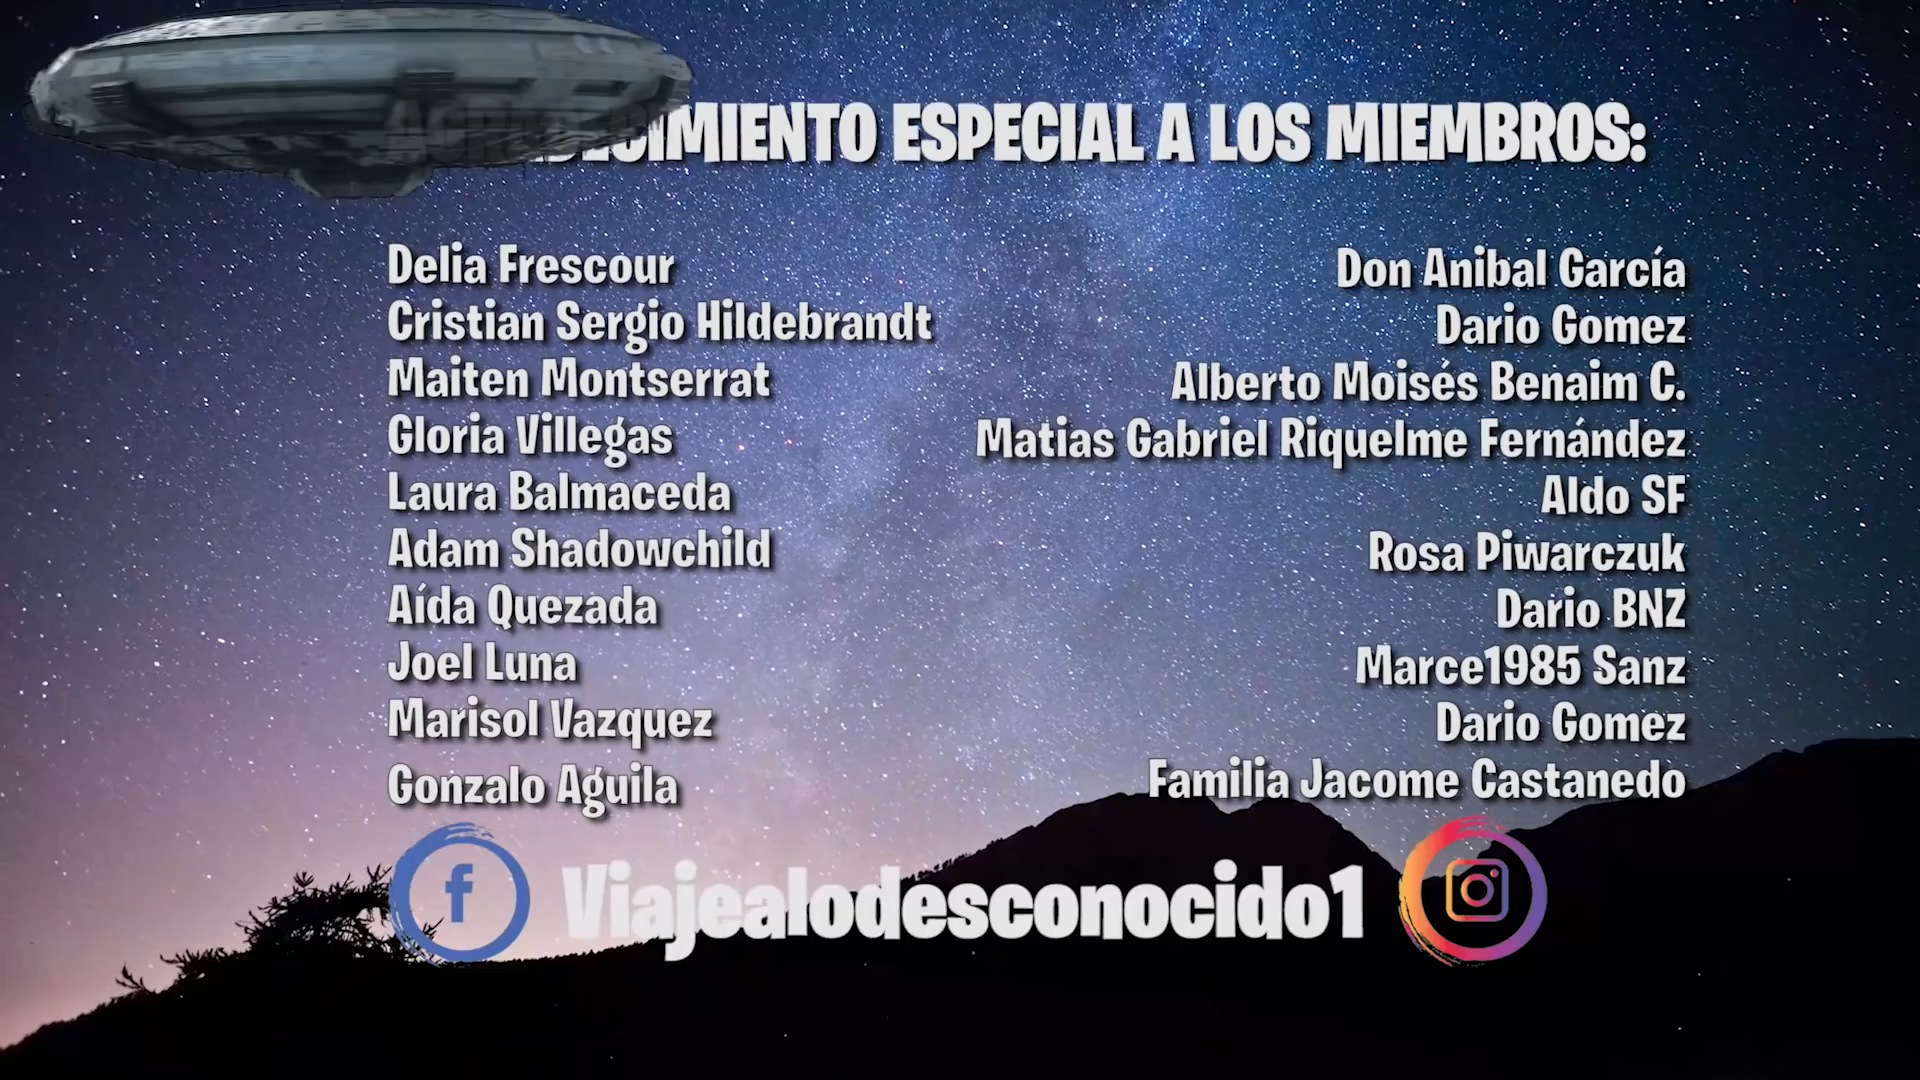 AGRADECIMIENTO ESPECIAL A LOS MIEMBROS:
Delia Frescour
Cristian Sergio Hildebrandt
Maiten Montserrat
Gloria Villegas
Laura Balmaceda
Adam Shadowchild
Aída Quezada
Joel Luna
Marisol Vazquez
Gonzalo Aguila
Don Anibal García
Dario Gomez
Alberto Moisés Benaim C.
Matias Gabriel Riquelme Fernández
Aldo SF
Rosa Piwarczuk
Dario BNZ
Marce1985 Sanz
Dario Gomez
Familia Jacome Castanedo
Viajealodesconocido1